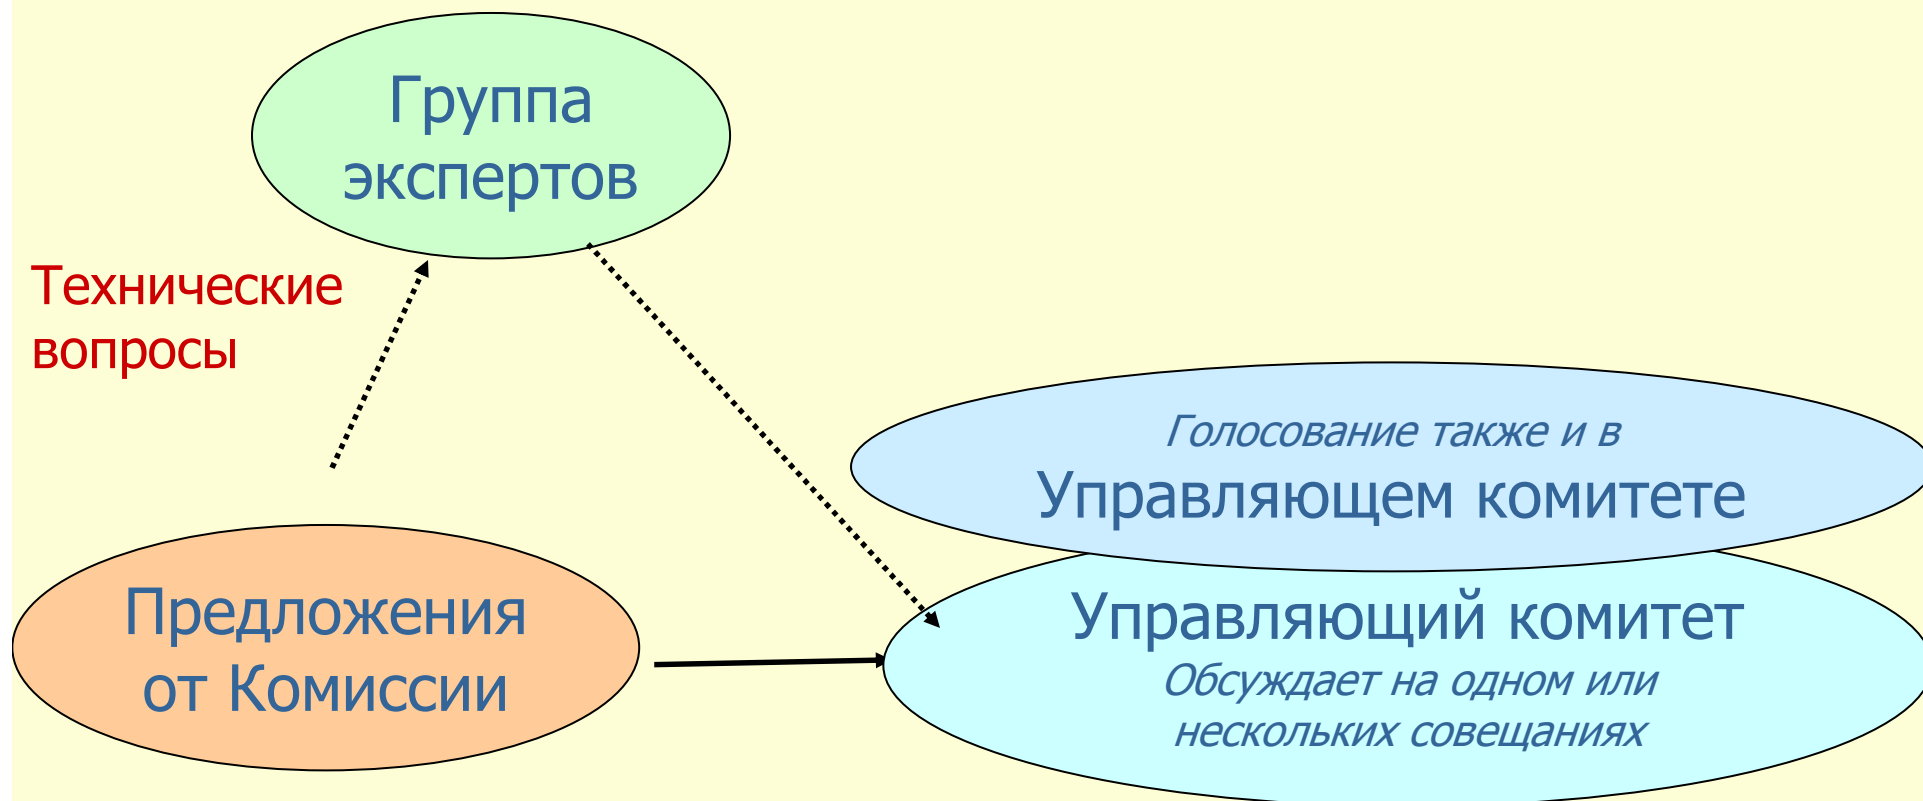 Группа
экспертов
Технические
вопросы
Голосование также и в
Управляющем комитете
Предложения
от Комиссии
Управляющий комитет
Обсуждает на одном или
нескольких совещаниях